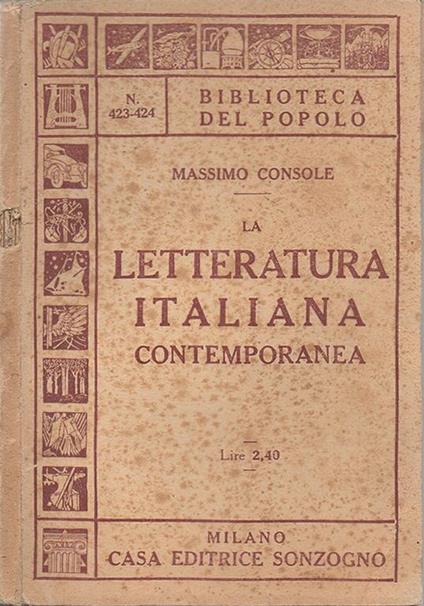 N.
423-424
BIBLIOTECA
DEL POPOLO
MASSIMO CONSOLE
LA
LETTERATURA
ITALIANA
CONTEMPORANEA
Lire 2,40
MILANO
CASA EDITRICE SONZOGNO